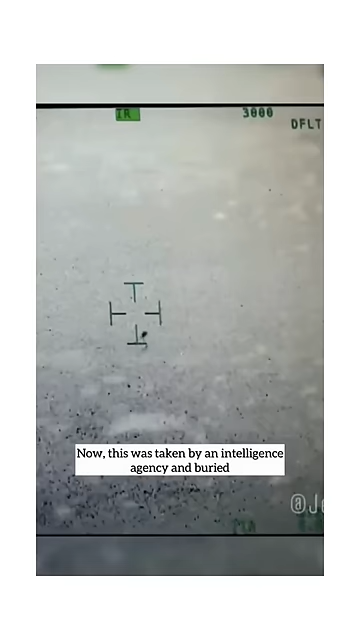 IR
3000
DFLT
Now, this was taken by an intelligence
agency and buried